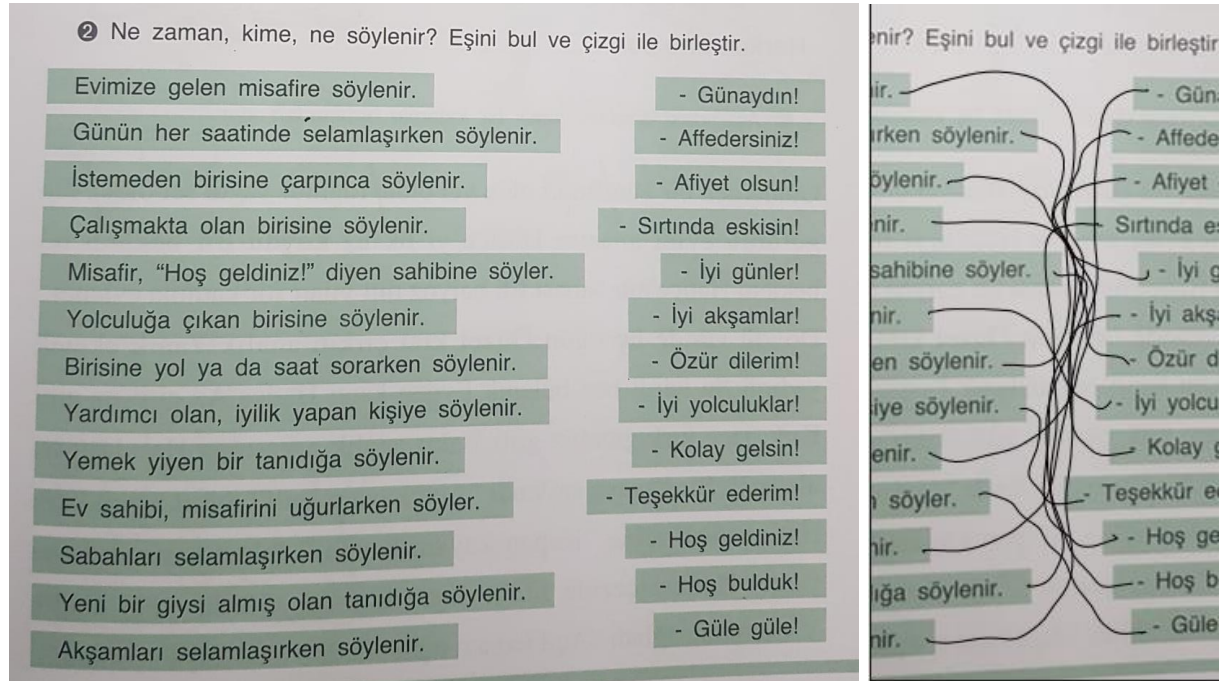 ❷ Ne zaman, kime, ne söylenir? Eşini bul ve çizgi ile birleştir.
Evimize gelen misafire söylenir.
- Günaydın!
Günün her saatinde selamlaşırken söylenir.
- Affedersiniz!
İstemeden birisine çarpınca söylenir.
- Afiyet olsun!
Çalışmakta olan birisine söylenir.
- Sırtında eskisin!
Misafir, “Hoş geldiniz!” diyen sahibine söyler.
- İyi günler!
Yolculuğa çıkan birisine söylenir.
- İyi akşamlar!
Birisine yol ya da saat sorarken söylenir.
- Özür dilerim!
Yardımcı olan, iyilik yapan kişiye söylenir.
- İyi yolculuklar!
Yemek yiyen bir tanıdığa söylenir.
- Kolay gelsin!
Ev sahibi, misafirini uğurlarken söyler.
- Teşekkür ederim!
Sabahları selamlaşırken söylenir.
- Hoş geldiniz!
Yeni bir giysi almış olan tanıdığa söylenir.
- Hoş bulduk!
Akşamları selamlaşırken söylenir.
- Güle güle!
enir? Eşini bul ve çizgi ile birleştir
ir.
- Gün
rken söylenir.
- Affede
öylenir.
- Afiyet
nir.
Sırtında es
sahibine söyler.
- İyi g
nir.
- İyi akş
en söylenir.
- Özür d
iye söylenir.
- İyi yolcu
enir.
- Kolay g
söyler.
- Teşekkür e
nir.
- Hoş ge
ığa söylenir.
- Hoş b
nir.
- Güle